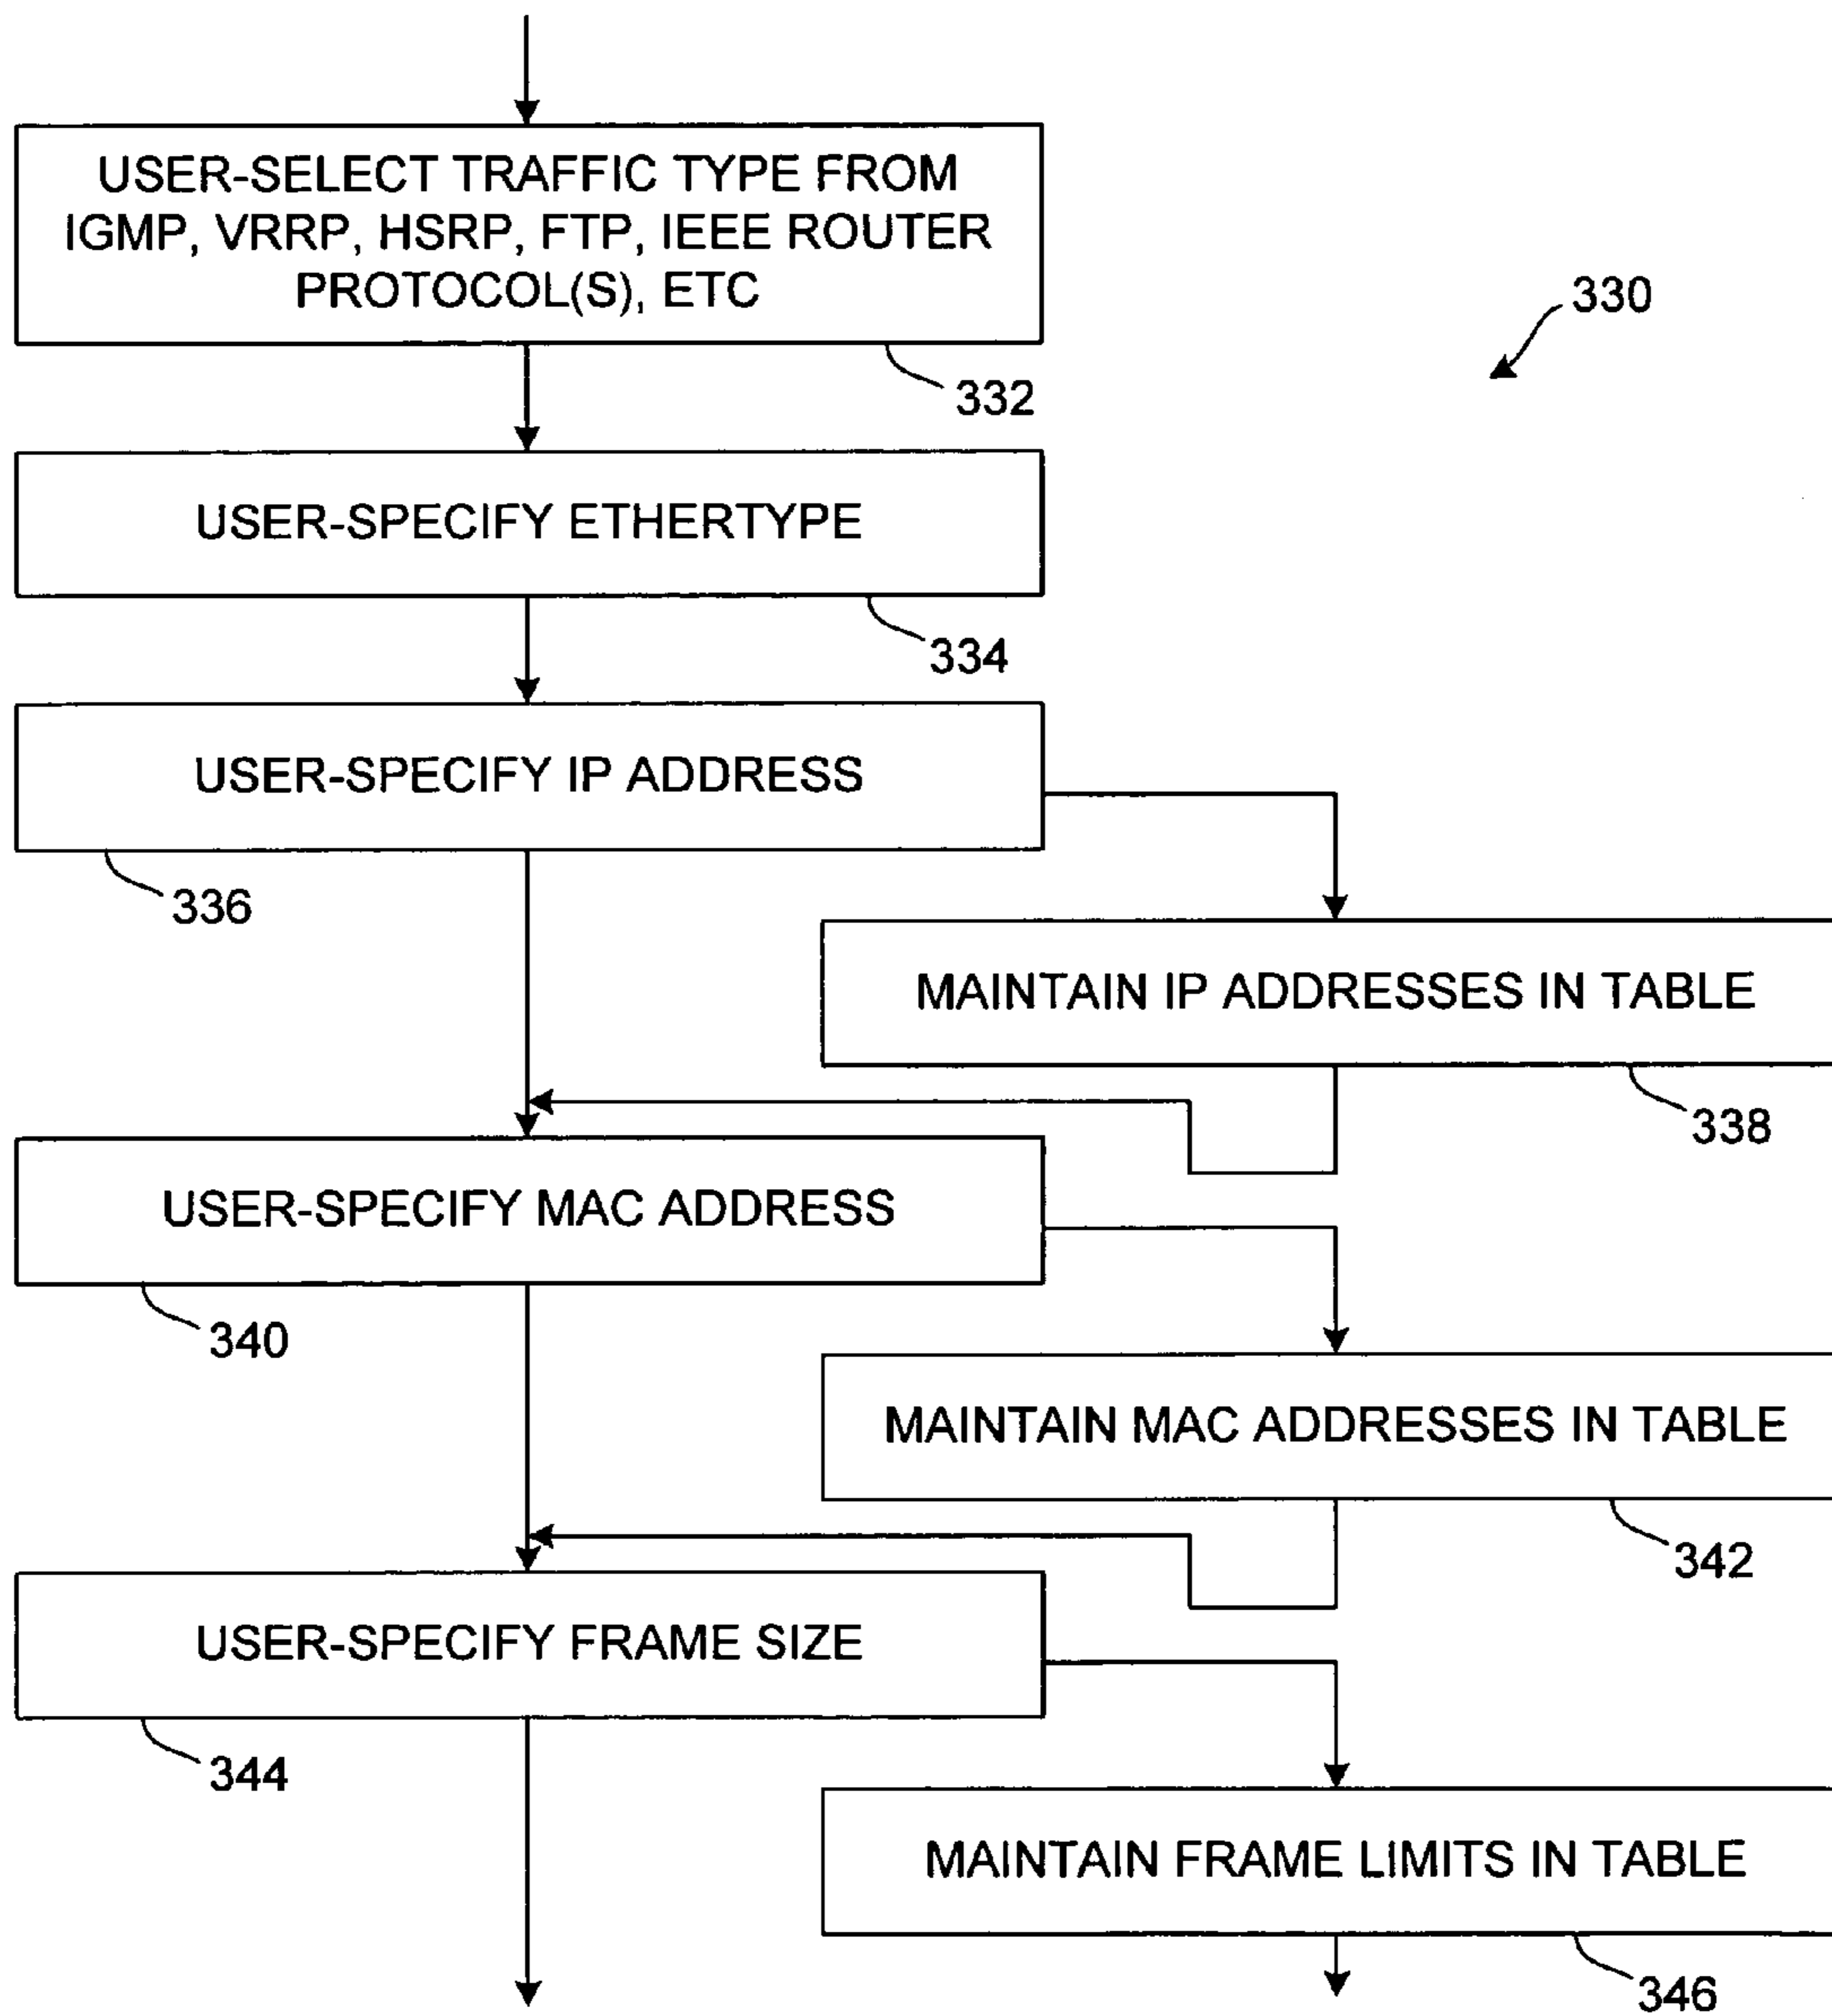 USER-SELECT TRAFFIC TYPE FROM
IGMP, VRRP, HSRP, FTP, IEEE ROUTER
PROTOCOL(S), ETC
330
332
USER-SPECIFY ETHERTYPE
334
USER-SPECIFY IP ADDRESS
336
MAINTAIN IP ADDRESSES IN TABLE
338
USER-SPECIFY MAC ADDRESS
340
MAINTAIN MAC ADDRESSES IN TABLE
342
USER-SPECIFY FRAME SIZE
344
MAINTAIN FRAME LIMITS IN TABLE
346